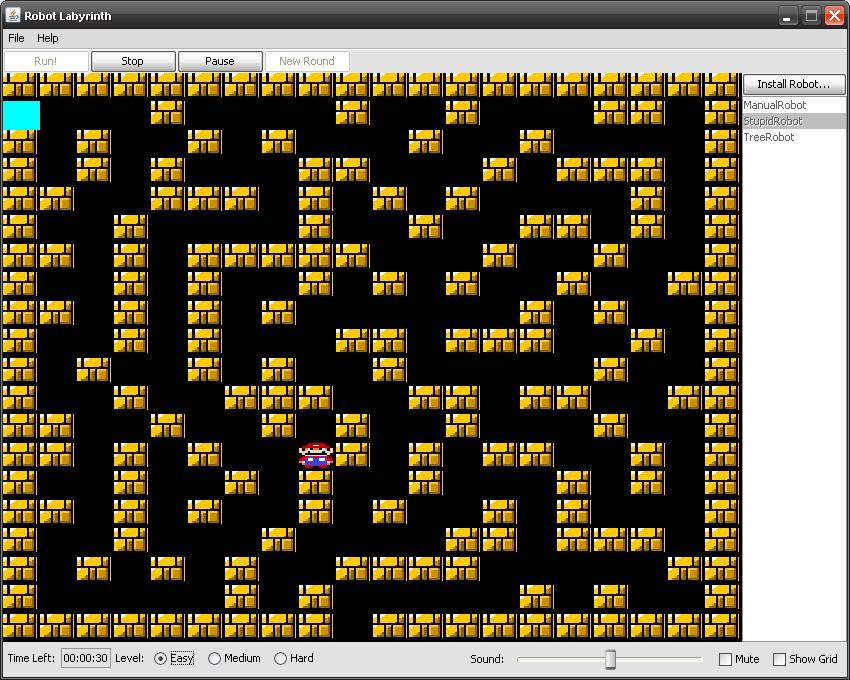 Robot Labyrinth
File Help
Run! Stop Pause New Round
Install Robot...
ManualRobot
StupidRobot
TreeRobot
Time Left: 00:00:30 Level: Easy Medium Hard Sound: Mute Show Grid